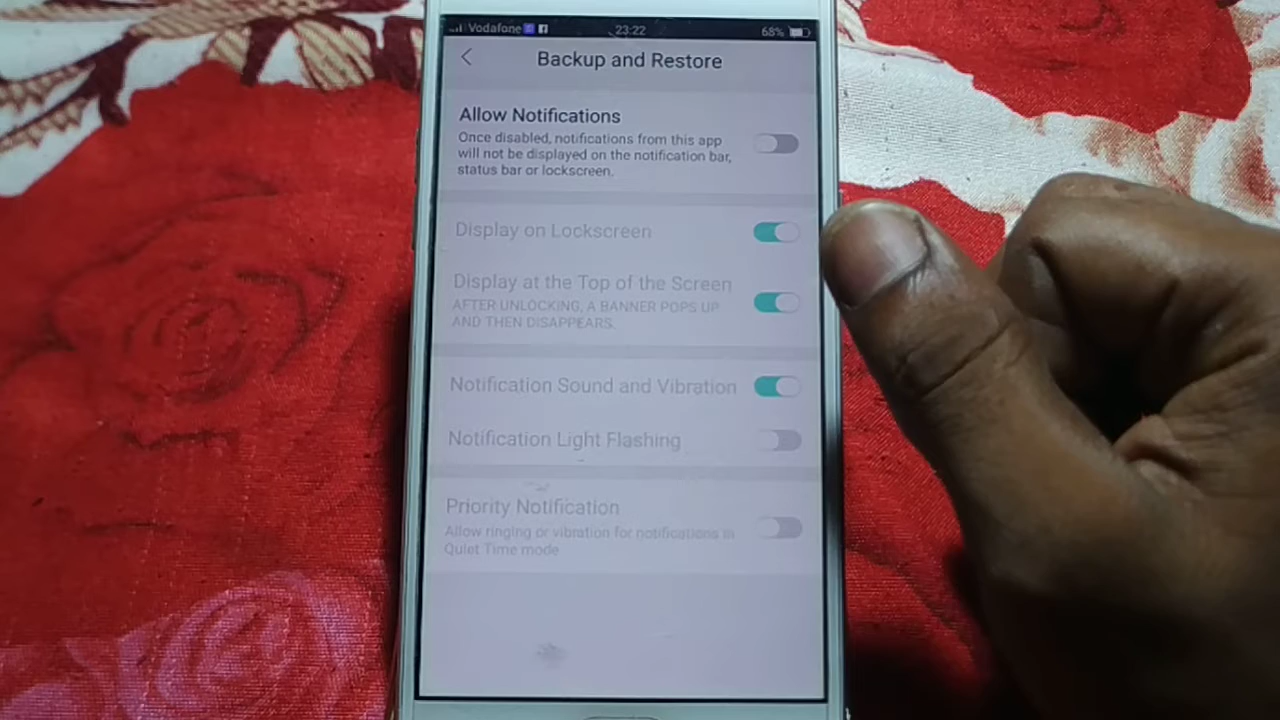 Vodafone 23:22 68%
Backup and Restore
Allow Notifications
Once disabled, notifications from this app
will not be displayed on the notification bar,
status bar or lockscreen.
Display on Lockscreen
Display at the Top of the Screen
AFTER UNLOCKING, A BANNER POPS UP
AND THEN DISAPPEARS.
Notification Sound and Vibration
Notification Light Flashing
Priority Notification
Allow ringing or vibration for notifications in
Quiet Time mode